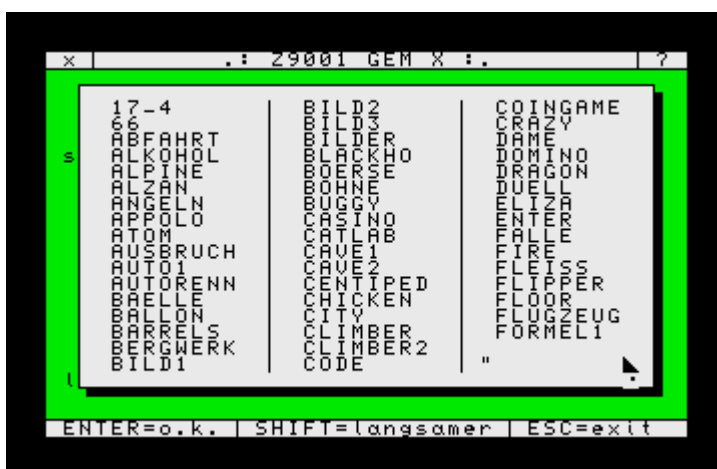 x | .: Z9001 GEM X :. | ?
17-4
66
ABFAHRT
ALKOHOL
ALPINE
ALZAN
ANGELN
APPOLO
ATOM
AUSBRUCH
AUTO1
AUTORENN
BAELLE
BALLON
BARRELS
BERGWERK
BILD1
BILD2
BILD3
BILDER
BLACKHO
BOERSE
BOHNE
BUGGY
CASINO
CATLAB
CAVE1
CAVE2
CENTIPED
CHICKEN
CITY
CLIMBER
CLIMBER2
CODE
COINGAME
CRAZY
DAME
DOMINO
DRAGON
DUELL
ELIZA
ENTER
FALLE
FIRE
FLEISS
FLIPPER
FLOOR
FLUGZEUG
FORMEL1
"
s
l
ENTER=o.k. | SHIFT=langsamer | ESC=exit